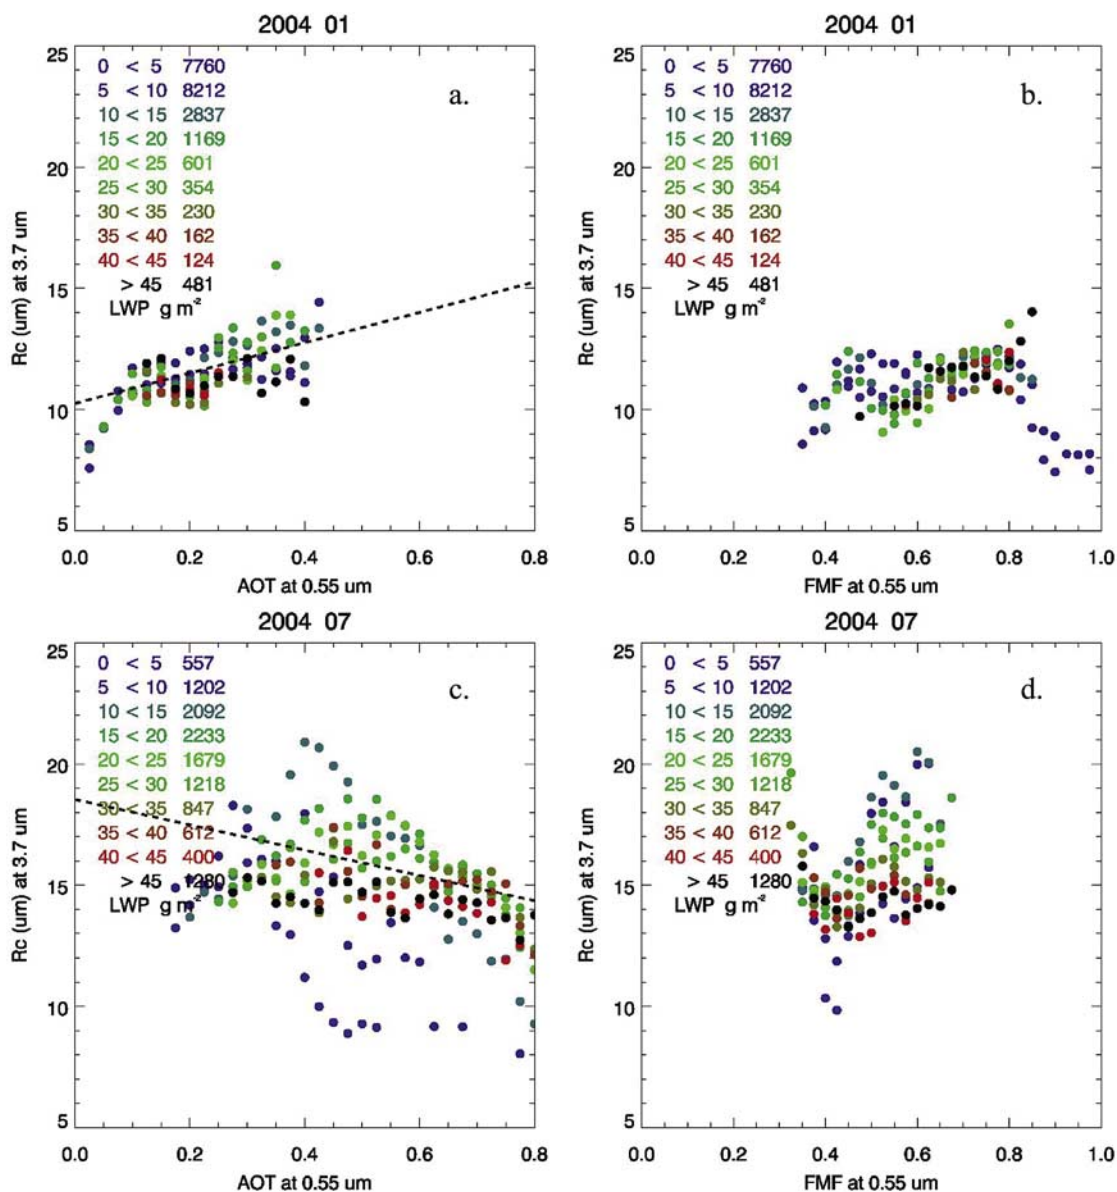 2004 01
25
20
15
10
5
Rc (um) at 3.7 um
0 < 5 7760
5 < 10 8212
10 < 15 2837
15 < 20 1169
20 < 25 601
25 < 30 354
30 < 35 230
35 < 40 162
40 < 45 124
> 45 481
LWP g m-2
a.
0.0 0.2 0.4 0.6 0.8
AOT at 0.55 um
2004 01
25
20
15
10
5
Rc (um) at 3.7 um
0 < 5 7760
5 < 10 8212
10 < 15 2837
15 < 20 1169
20 < 25 601
25 < 30 354
30 < 35 230
35 < 40 162
40 < 45 124
> 45 481
LWP g m-2
b.
0.0 0.2 0.4 0.6 0.8 1.0
FMF at 0.55 um
2004 07
25
20
15
10
5
Rc (um) at 3.7 um
0 < 5 557
5 < 10 1202
10 < 15 2092
15 < 20 2233
20 < 25 1679
25 < 30 1218
30 < 35 847
35 < 40 612
40 < 45 400
> 45 1280
LWP g m-2
c.
0.0 0.2 0.4 0.6 0.8
AOT at 0.55 um
2004 07
25
20
15
10
5
Rc (um) at 3.7 um
0 < 5 557
5 < 10 1202
10 < 15 2092
15 < 20 2233
20 < 25 1679
25 < 30 1218
30 < 35 847
35 < 40 612
40 < 45 400
> 45 1280
LWP g m-2
d.
0.0 0.2 0.4 0.6 0.8 1.0
FMF at 0.55 um